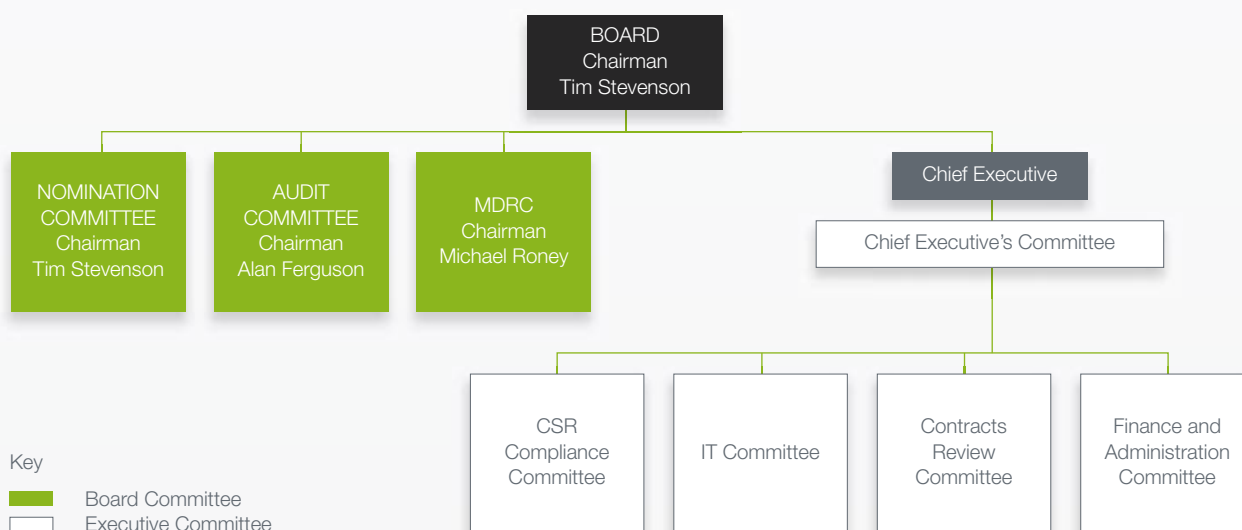 BOARD
Chairman
Tim Stevenson
NOMINATION
COMMITTEE
Chairman
Tim Stevenson
AUDIT
COMMITTEE
Chairman
Alan Ferguson
MDRC
Chairman
Michael Roney
Chief Executive
Chief Executive’s Committee
CSR
Compliance
Committee
IT Committee
Contracts
Review
Committee
Finance and
Administration
Committee
Key
Board Committee
Executive Committee